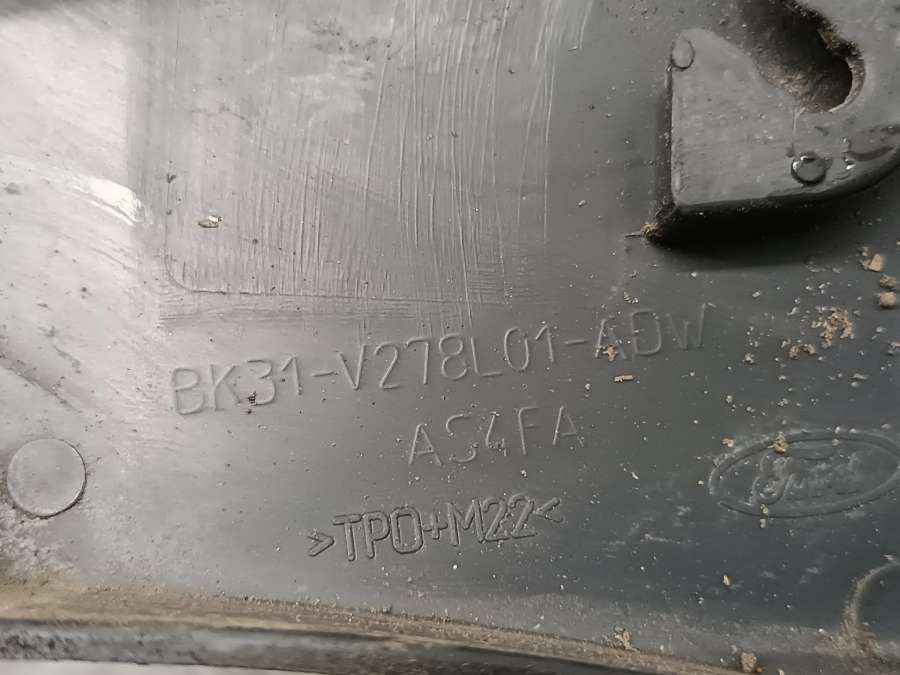 BK31-V278L01-ADW
AS4FA
Ford
>TPO+M22<